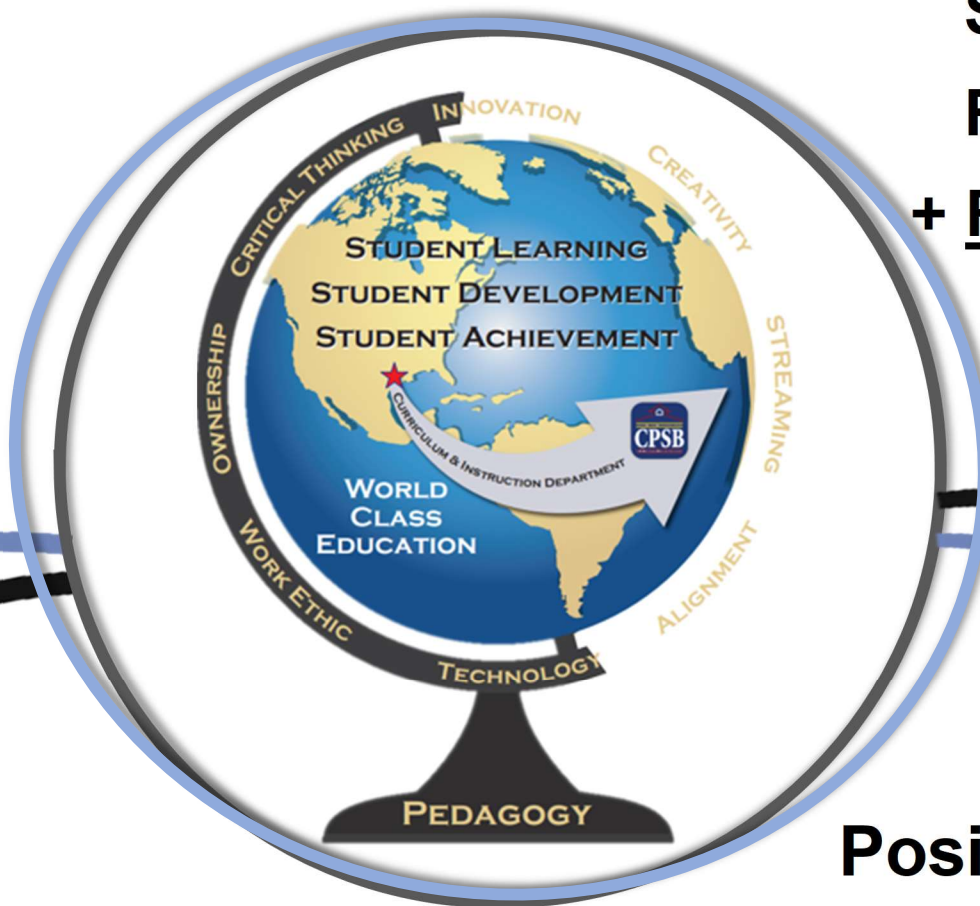 INNOVATION
CRITICAL THINKING
CREATIVITY
STUDENT LEARNING
STUDENT DEVELOPMENT
STUDENT ACHIEVEMENT
OWNERSHIP
STREAMING
CURRICULUM & INSTRUCTION DEPARTMENT
CPSB
WORLD
CLASS
EDUCATION
WORK ETHIC
ALIGNMENT
TECHNOLOGY
PEDAGOGY
+
Posi